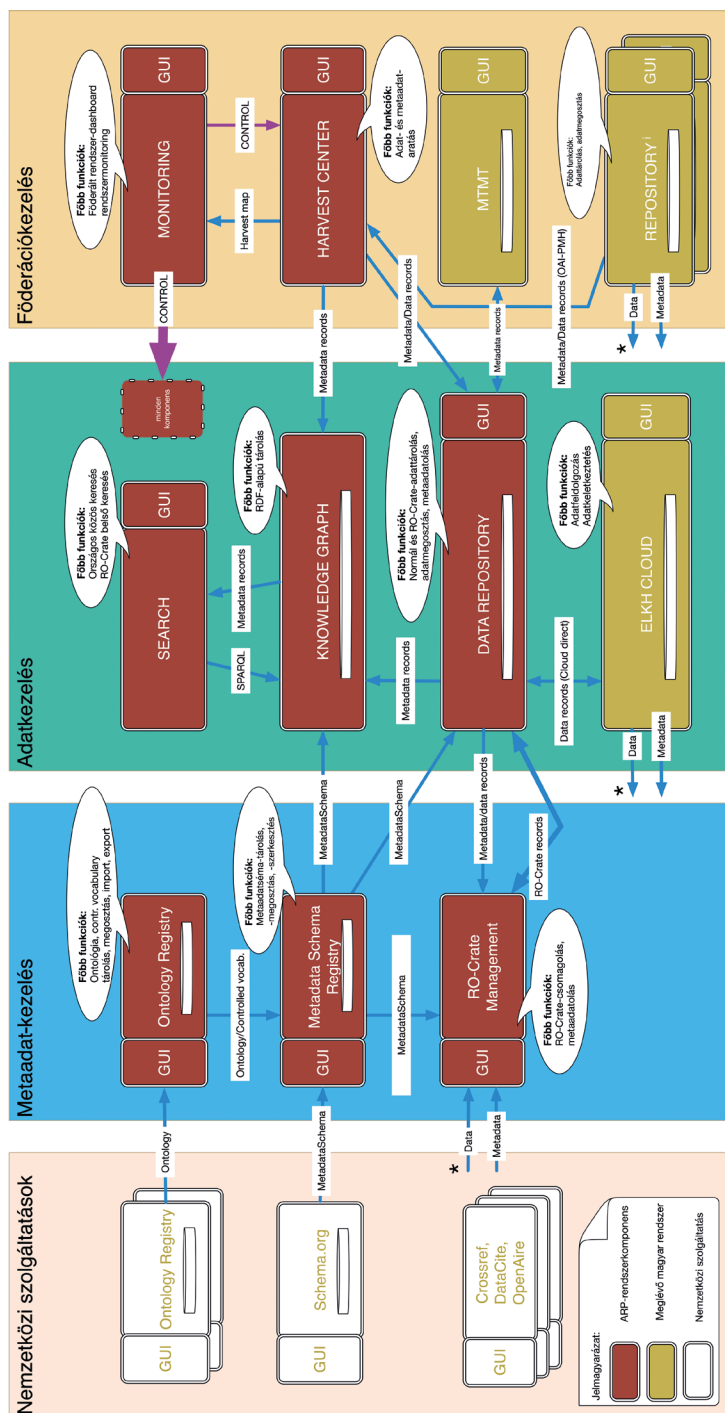 Nemzetközi szolgáltatások
GUI
Ontology Registry
Ontology
GUI
Schema.org
MetadataSchema
GUI
Crossref,
DataCite,
OpenAire
*
Data
Metadata
Jelmagyarázat:
ARP-rendszerkomponens
Meglévő magyar rendszer
Nemzetközi szolgáltatás
Metaadat-kezelés
Főbb funkciók:
Ontológia, contr. vocabulary
tárolás, megosztás, import, export
GUI
Ontology Registry
Ontology/Controlled vocab.
Főbb funkciók:
Metaadatséma-tárolás,
-megosztás, -szerkesztés
GUI
Metadata Schema
Registry
MetadataSchema
MetadataSchema
MetadataSchema
GUI
RO-Crate
Management
Főbb funkciók:
RO-Crate-csomagolás,
metaadatolás
Metadata/data records
RO-Crate records
Adatkezelés
Főbb funkciók:
Országos közös keresés
RO-Crate belső keresés
SEARCH
GUI
minden
komponens
SPARQL
Metadata records
Főbb funkciók:
RDF-alapú tárolás
KNOWLEDGE GRAPH
Metadata records
Főbb funkciók:
Normál és RO-Crate-adattárolás,
adatmegosztás, metaadatolás
DATA REPOSITORY
GUI
Data records (Cloud direct)
Főbb funkciók:
Adatfeldolgozás
Adatkeletkeztetés
ELKH CLOUD
GUI
*
Data
Metadata
Föderációkezelés
Főbb funkciók:
Föderált rendszer-dashboard
rendszermonitoring
MONITORING
GUI
CONTROL
Harvest map
CONTROL
HARVEST CENTER
GUI
Főbb funkciók:
Adat- és metaadat-
aratás
Metadata records
Metadata/Data records
MTMT
GUI
Metadata records
Metadata/Data records (OAI-PMH)
Főbb funkciók:
Adattárolás, adatmegosztás
REPOSITORY i
GUI
*
Data
Metadata